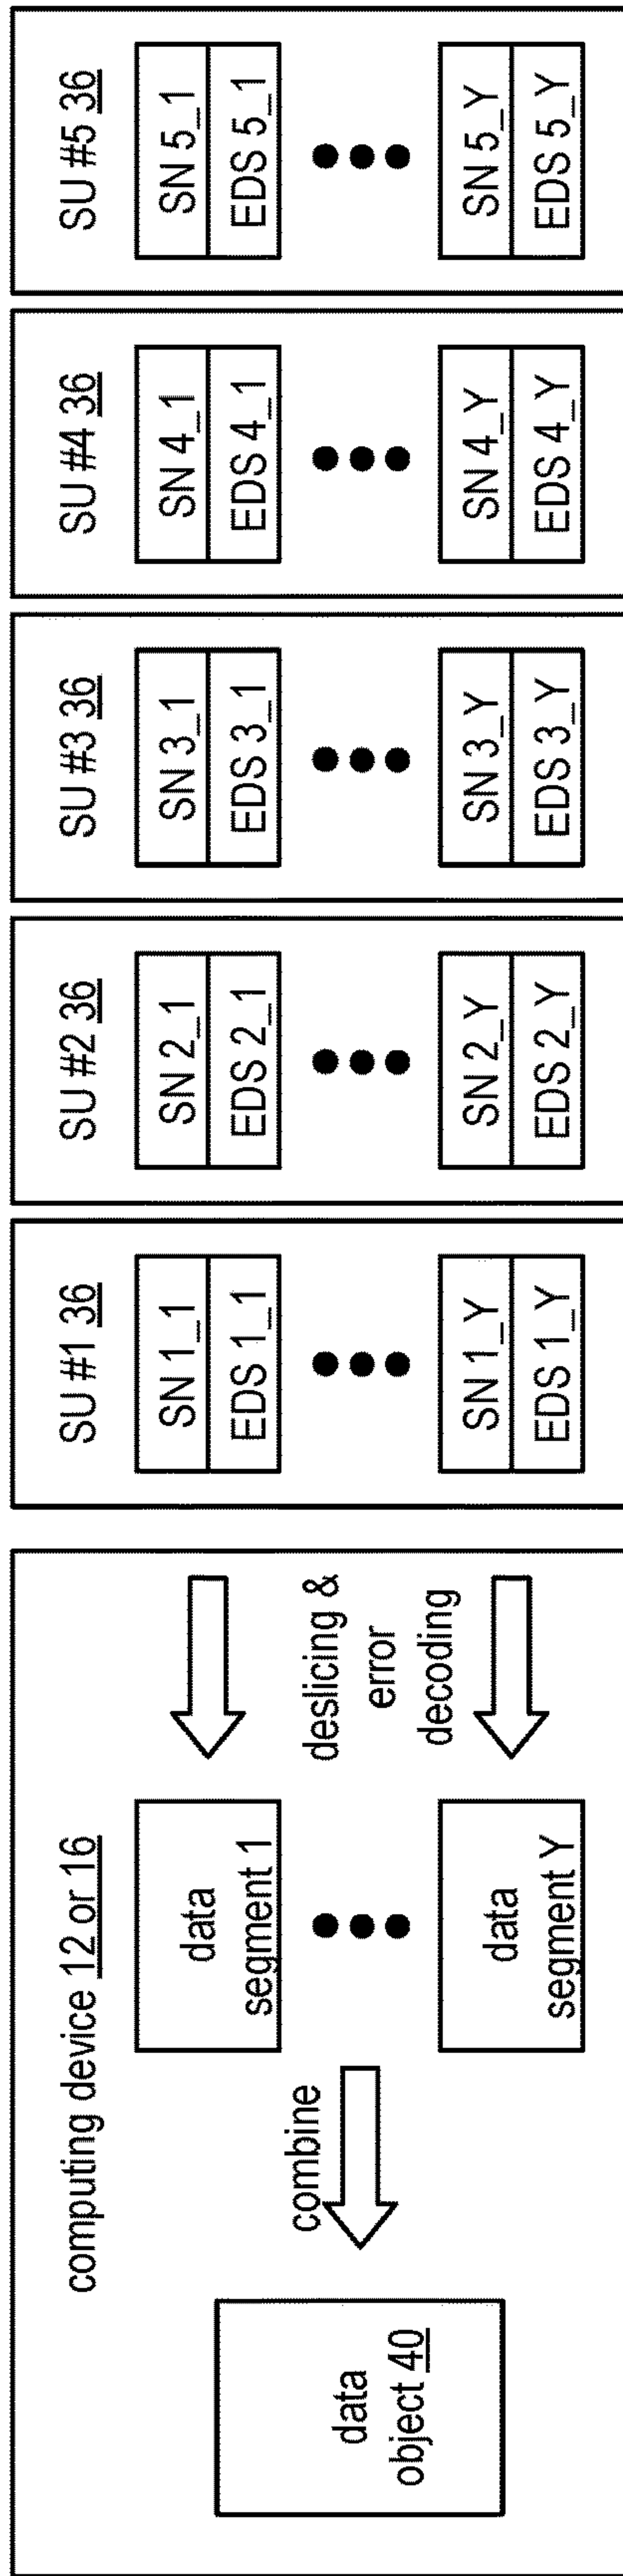 computing device 12 or 16
data
object 40
combine
data
segment 1
data
segment Y
deslicing &
error
decoding
SU #1 36
SN 1_1
EDS 1_1
SN 1_Y
EDS 1_Y
SU #2 36
SN 2_1
EDS 2_1
SN 2_Y
EDS 2_Y
SU #3 36
SN 3_1
EDS 3_1
SN 3_Y
EDS 3_Y
SU #4 36
SN 4_1
EDS 4_1
SN 4_Y
EDS 4_Y
SU #5 36
SN 5_1
EDS 5_1
SN 5_Y
EDS 5_Y